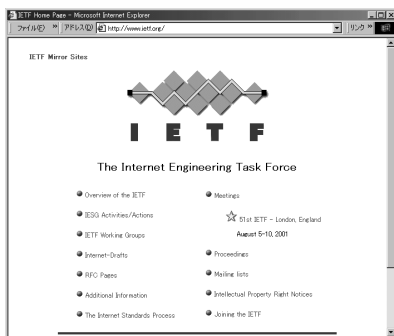 IETF Home Page - Microsoft Internet Explorer
ファイル(F) » アドレス(D) http://www.ietf.org/ リンク »
IETF Mirror Sites
I E T F
The Internet Engineering Task Force
Overview of the IETF
IESG Activities/Actions
IETF Working Groups
Internet-Drafts
RFC Pages
Additional Information
The Internet Standards Process
Meetings
51st IETF - London, England
August 5-10, 2001
Proceedings
Mailing lists
Intellectual Property Right Notices
Joining the IETF